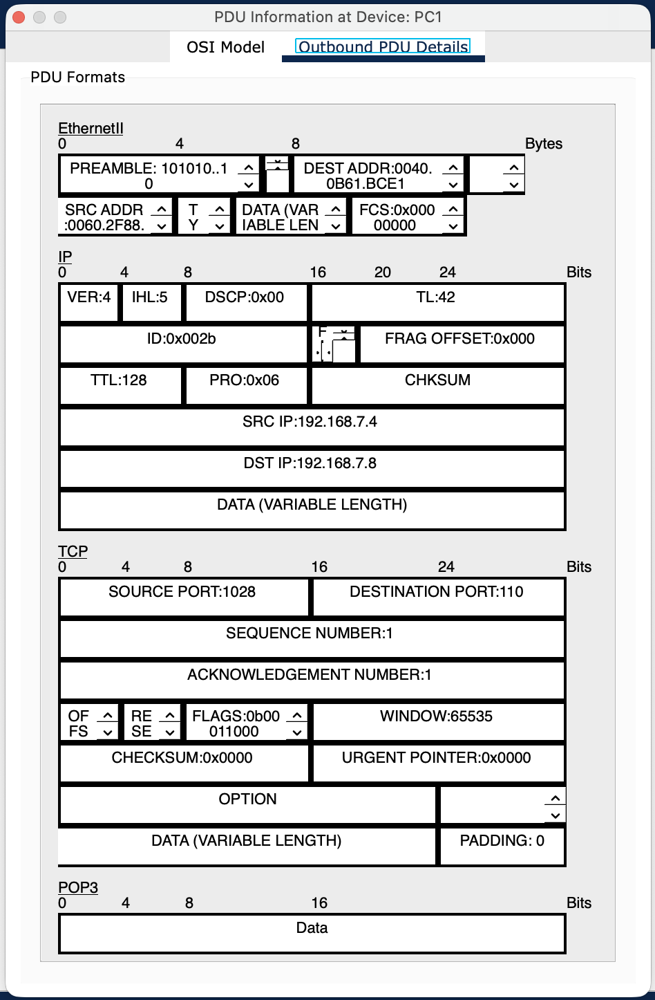 PDU Information at Device: PC1
OSI Model Outbound PDU Details
PDU Formats
EthernetII
0 4 8 Bytes
PREAMBLE: 101010..1
0
DEST ADDR:0040.
0B61.BCE1
SRC ADDR
:0060.2F88.
T
Y
DATA (VAR
IABLE LEN
FCS:0x000
00000
IP
0 4 8 16 20 24 Bits
VER:4 IHL:5 DSCP:0x00 TL:42
ID:0x002b F FRAG OFFSET:0x000
TTL:128 PRO:0x06 CHKSUM
SRC IP:192.168.7.4
DST IP:192.168.7.8
DATA (VARIABLE LENGTH)
TCP
0 4 8 16 24 Bits
SOURCE PORT:1028 DESTINATION PORT:110
SEQUENCE NUMBER:1
ACKNOWLEDGEMENT NUMBER:1
OF
FS
RE
SE
FLAGS:0b00
011000
WINDOW:65535
CHECKSUM:0x0000 URGENT POINTER:0x0000
OPTION
DATA (VARIABLE LENGTH) PADDING: 0
POP3
0 4 8 16 Bits
Data